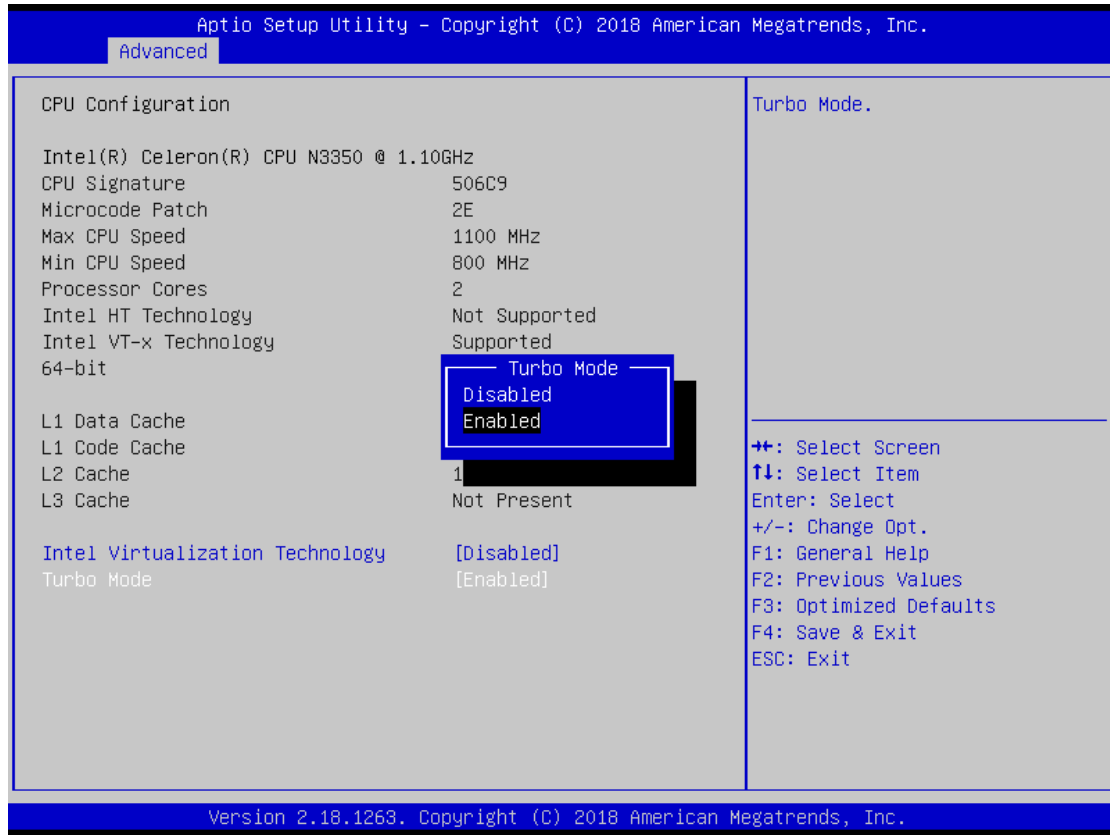 Aptio Setup Utility – Copyright (C) 2018 American Megatrends, Inc.
Advanced
CPU Configuration
Intel(R) Celeron(R) CPU N3350 @ 1.10GHz
CPU Signature 506C9
Microcode Patch 2E
Max CPU Speed 1100 MHz
Min CPU Speed 800 MHz
Processor Cores 2
Intel HT Technology Not Supported
Intel VT-x Technology Supported
64-bit
L1 Data Cache
L1 Code Cache
L2 Cache 1
L3 Cache Not Present
Intel Virtualization Technology [Disabled]
Turbo Mode [Enabled]
Turbo Mode
Disabled
Enabled
Turbo Mode.
→←: Select Screen
↑↓: Select Item
Enter: Select
+/-: Change Opt.
F1: General Help
F2: Previous Values
F3: Optimized Defaults
F4: Save & Exit
ESC: Exit
Version 2.18.1263. Copyright (C) 2018 American Megatrends, Inc.